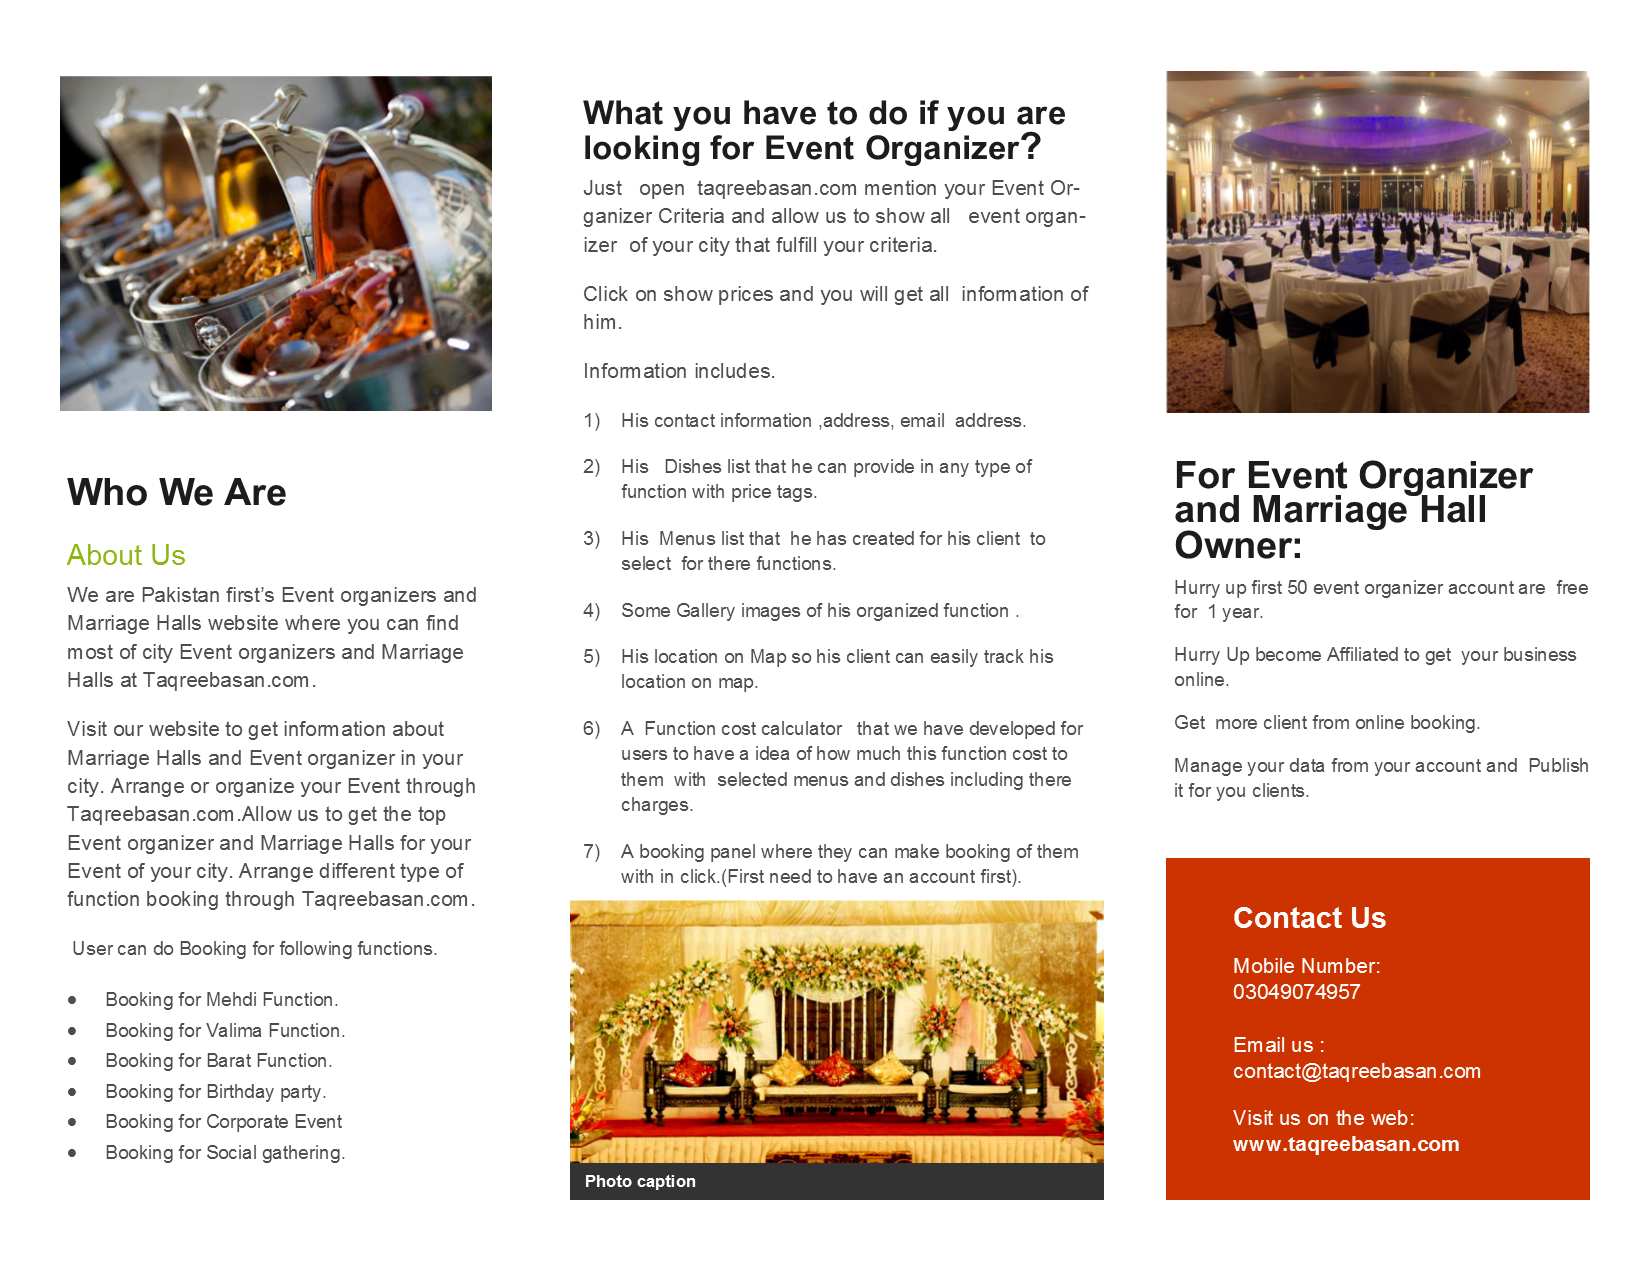 Who We Are
About Us
We are Pakistan first’s Event organizers and
Marriage Halls website where you can find
most of city Event organizers and Marriage
Halls at Taqreebasan.com.
Visit our website to get information about
Marriage Halls and Event organizer in your
city. Arrange or organize your Event through
Taqreebasan.com.Allow us to get the top
Event organizer and Marriage Halls for your
Event of your city. Arrange different type of
function booking through Taqreebasan.com.
User can do Booking for following functions.
• Booking for Mehdi Function.
• Booking for Valima Function.
• Booking for Barat Function.
• Booking for Birthday party.
• Booking for Corporate Event
• Booking for Social gathering.
What you have to do if you are
looking for Event Organizer?
Just open taqreebasan.com mention your Event Or-
ganizer Criteria and allow us to show all event organ-
izer of your city that fulfill your criteria.
Click on show prices and you will get all information of
him.
Information includes.
1) His contact information ,address, email address.
2) His Dishes list that he can provide in any type of
function with price tags.
3) His Menus list that he has created for his client to
select for there functions.
4) Some Gallery images of his organized function .
5) His location on Map so his client can easily track his
location on map.
6) A Function cost calculator that we have developed for
users to have a idea of how much this function cost to
them with selected menus and dishes including there
charges.
7) A booking panel where they can make booking of them
with in click.(First need to have an account first).
Photo caption
For Event Organizer
and Marriage Hall
Owner:
Hurry up first 50 event organizer account are free
for 1 year.
Hurry Up become Affiliated to get your business
online.
Get more client from online booking.
Manage your data from your account and Publish
it for you clients.
Contact Us
Mobile Number:
03049074957
Email us :
contact@taqreebasan.com
Visit us on the web:
www.taqreebasan.com